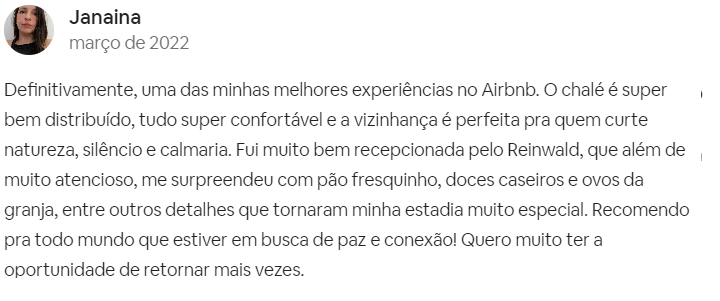 Janaina
março de 2022
Definitivamente, uma das minhas melhores experiências no Airbnb. O chalé é super
bem distribuído, tudo super confortável e a vizinhança é perfeita pra quem curte
natureza, silêncio e calmaria. Fui muito bem recepcionada pelo Reinwald, que além de
muito atencioso, me surpreendeu com pão fresquinho, doces caseiros e ovos da
granja, entre outros detalhes que tornaram minha estadia muito especial. Recomendo
pra todo mundo que estiver em busca de paz e conexão! Quero muito ter a
oportunidade de retornar mais vezes.